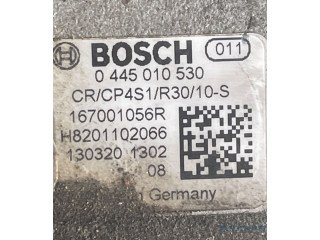 BOSCH 011
0 445 010 530
CR/CP4S1/R30/10-S
167001056R
H8201102066
130320 1302
08
Germany